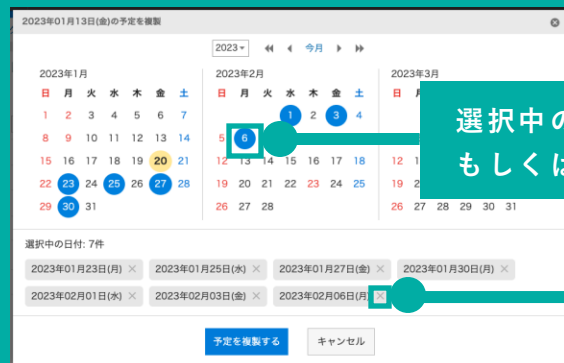 2023年01月13日(金)の予定を複製
2023 今月
2023年1月 2023年2月 2023年3月
日 月 火 水 木 金 土 日 月 火 水 木 金 土 日
1 2 3 4 5 6 7 1 2 3 4
8 9 10 11 12 13 14 5 6
15 16 17 18 19 20 21 12 13 14 15 16 17 18 12
22 23 24 25 26 27 28 19 20 21 22 23 24 25 19
29 30 31 26 27 28 26 27 28 29 30 31
選択中の
もしくは
選択中の日付: 7件
2023年01月23日(月) × 2023年01月25日(水) × 2023年01月27日(金) × 2023年01月30日(月) ×
2023年02月01日(水) × 2023年02月03日(金) × 2023年02月06日(月) ×
予定を複製する キャンセル